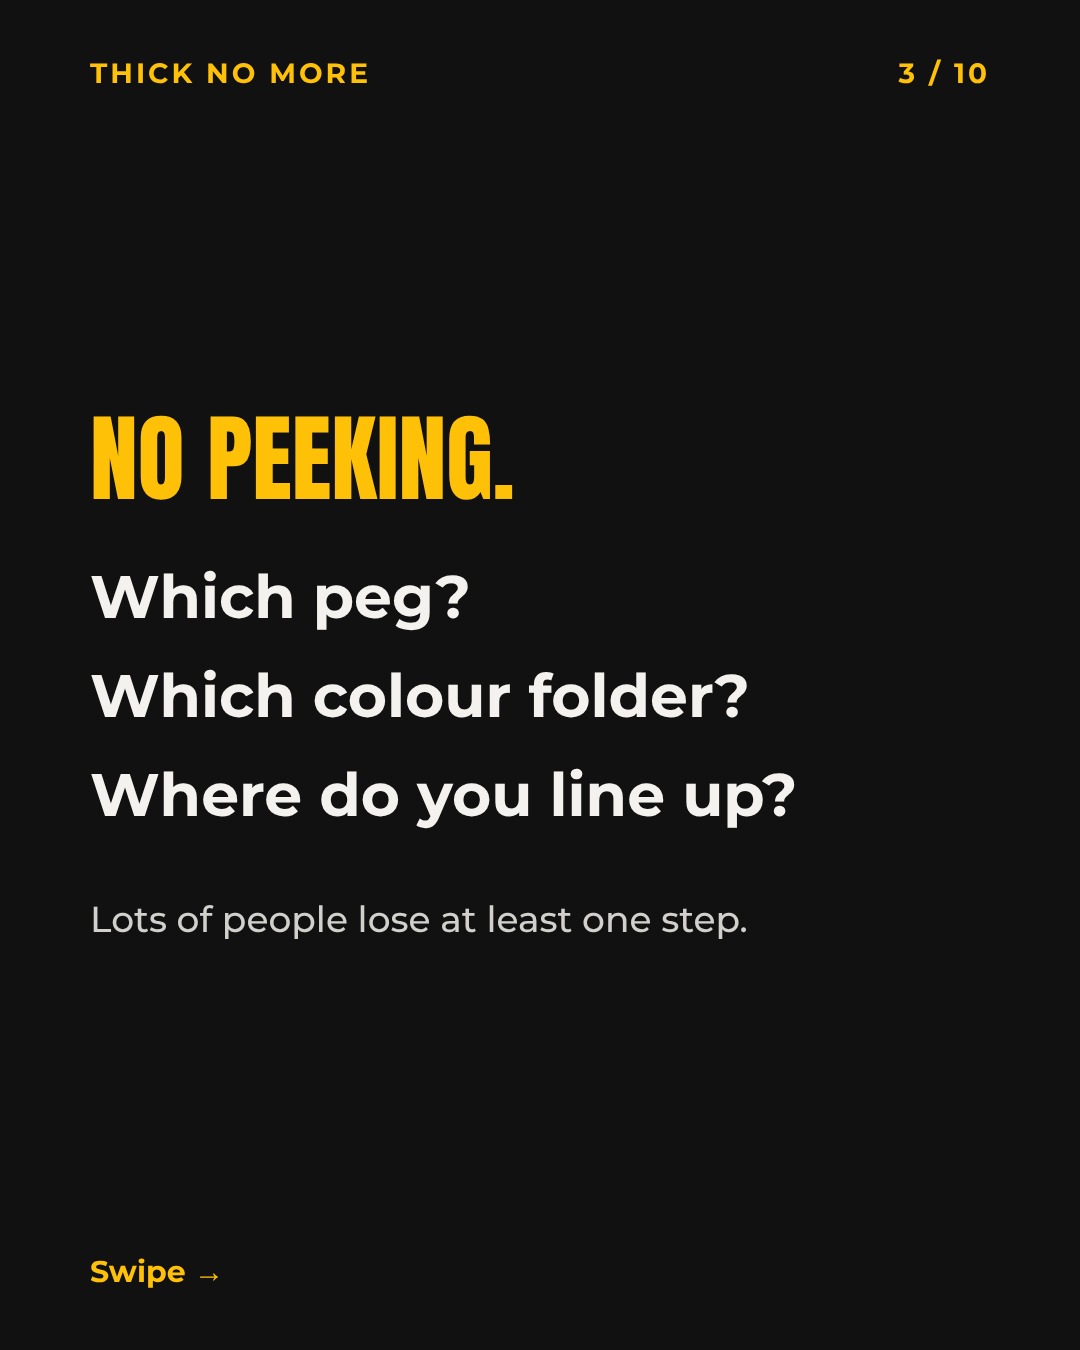 THICK NO MORE
3 / 10
NO PEEKING.
Which peg?
Which colour folder?
Where do you line up?
Lots of people lose at least one step.
Swipe →